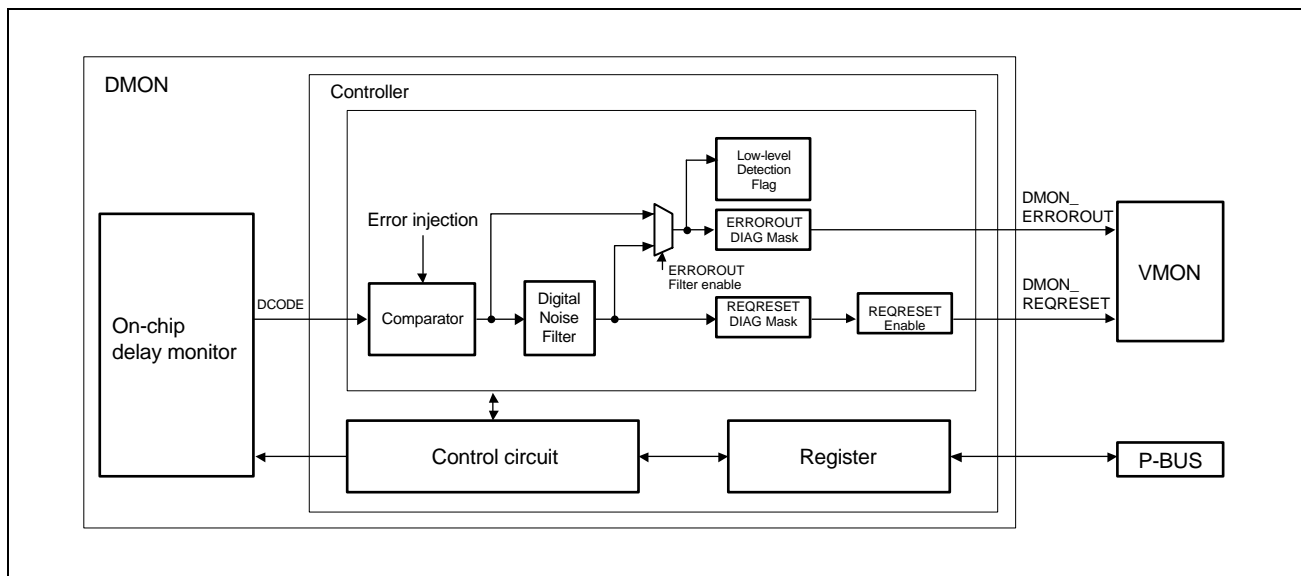 DMON
Controller
Low-level
Detection
Flag
DMON_
ERROROUT
Error injection
ERROROUT
DIAG Mask
VMON
ERROROUT
Filter enable
DMON_
REQRESET
DCODE
On-chip
delay monitor
Comparator
Digital
Noise
Filter
REQRESET
DIAG Mask
REQRESET
Enable
Control circuit
Register
P-BUS